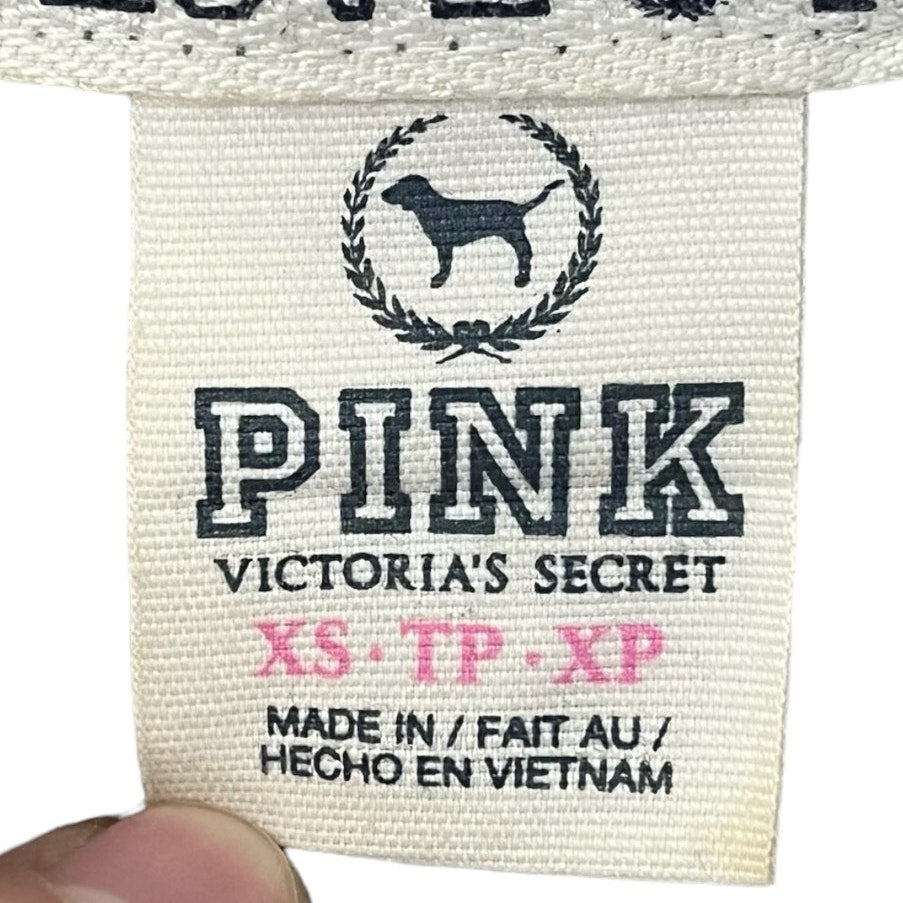 PINK
VICTORIA'S SECRET
XS·TP·XP
MADE IN / FAIT AU /
HECHO EN VIETNAM